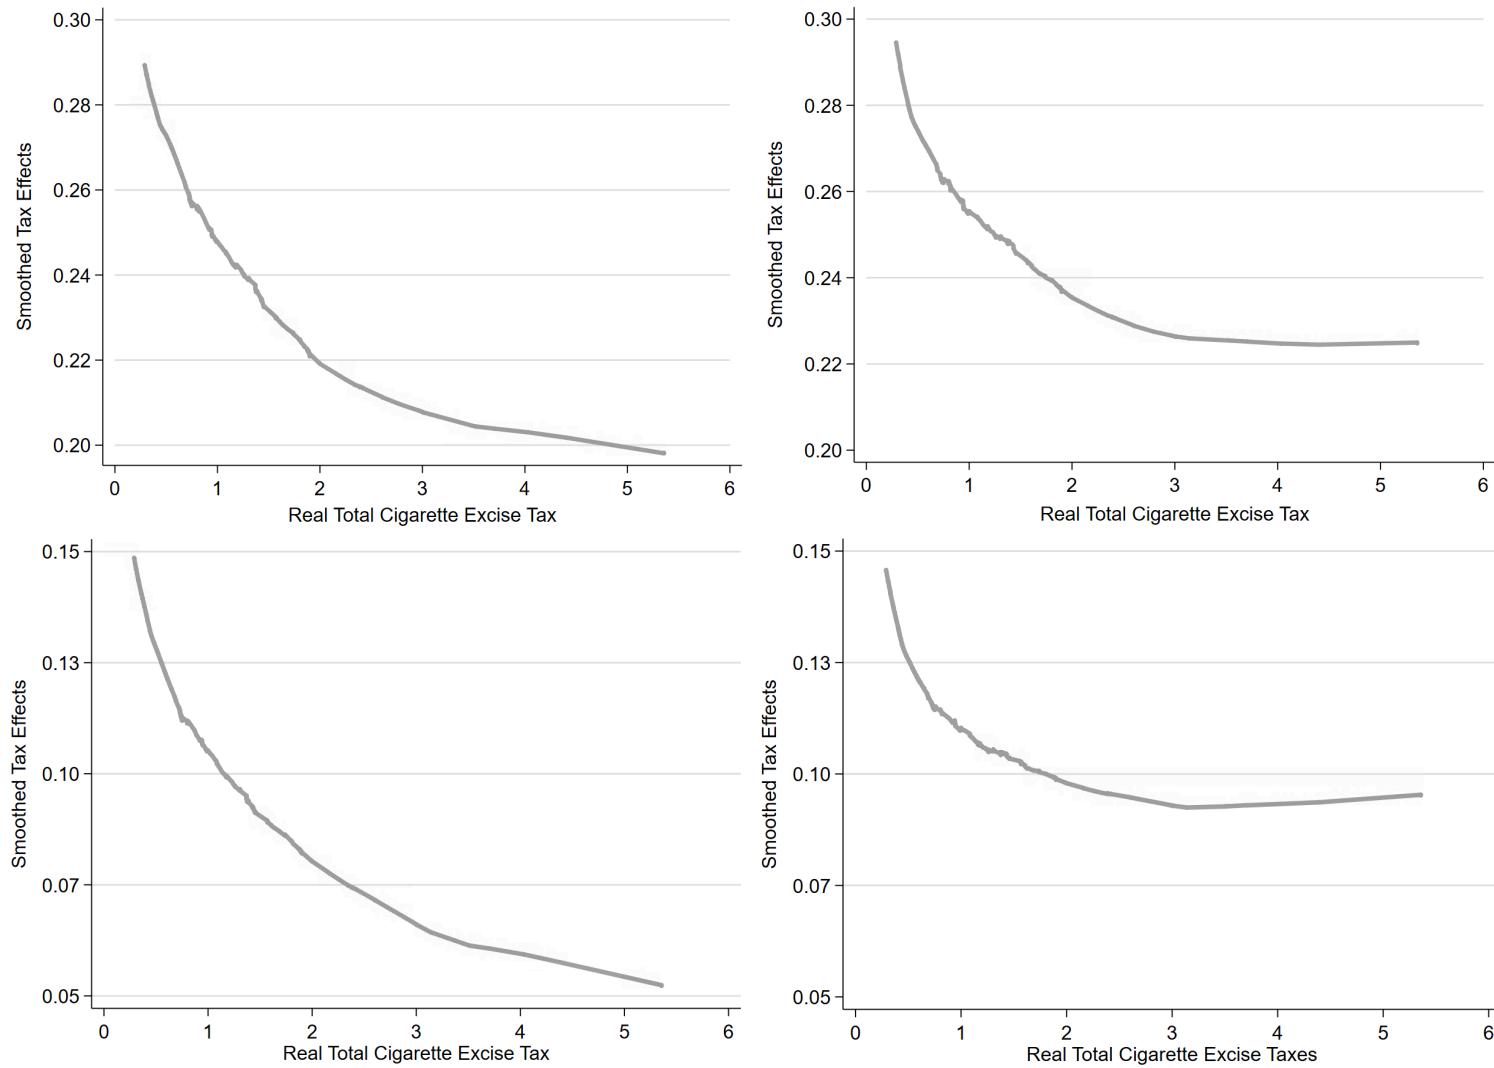 0.30
0.28
0.26
0.24
0.22
0.20
Smoothed Tax Effects
0 1 2 3 4 5 6
Real Total Cigarette Excise Tax
0.30
0.28
0.26
0.24
0.22
0.20
Smoothed Tax Effects
0 1 2 3 4 5 6
Real Total Cigarette Excise Tax
0.15
0.13
0.10
0.07
0.05
Smoothed Tax Effects
0 1 2 3 4 5 6
Real Total Cigarette Excise Tax
0.15
0.13
0.10
0.07
0.05
Smoothed Tax Effects
0 1 2 3 4 5 6
Real Total Cigarette Excise Taxes